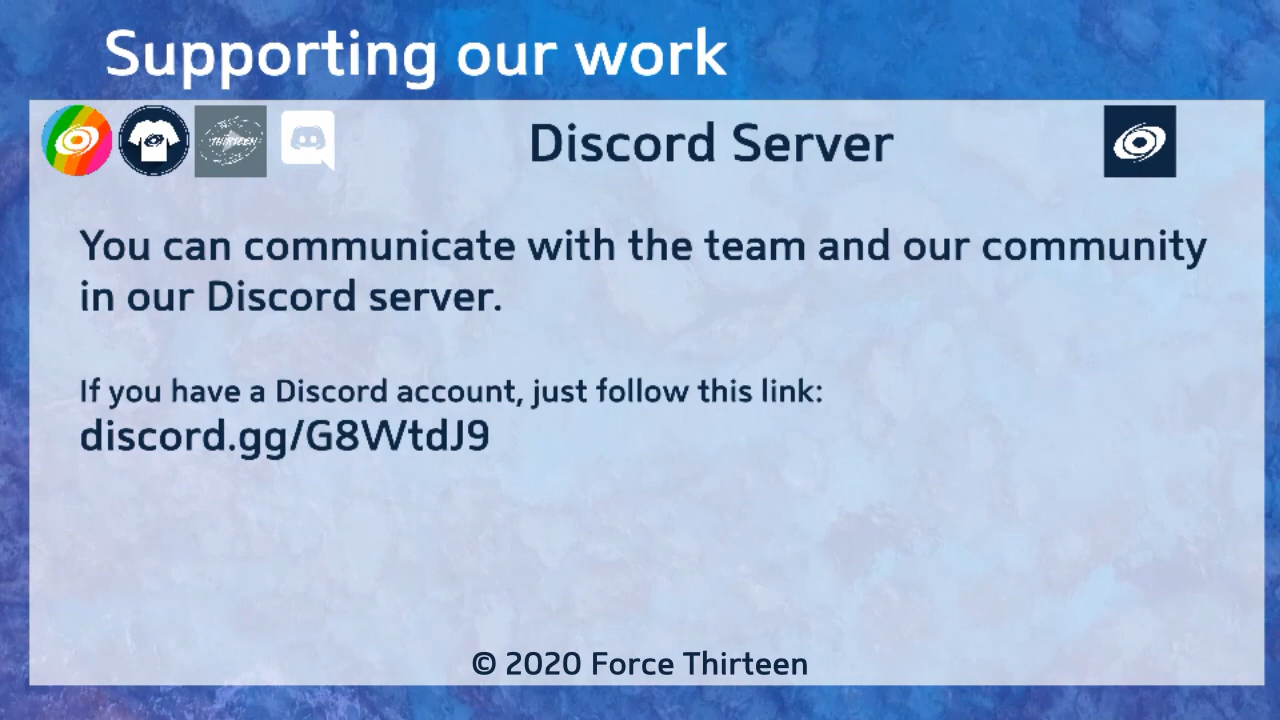 Supporting our work
THIRTEEN
Discord Server
You can communicate with the team and our community
in our Discord server.
If you have a Discord account, just follow this link:
discord.gg/G8WtdJ9
© 2020 Force Thirteen